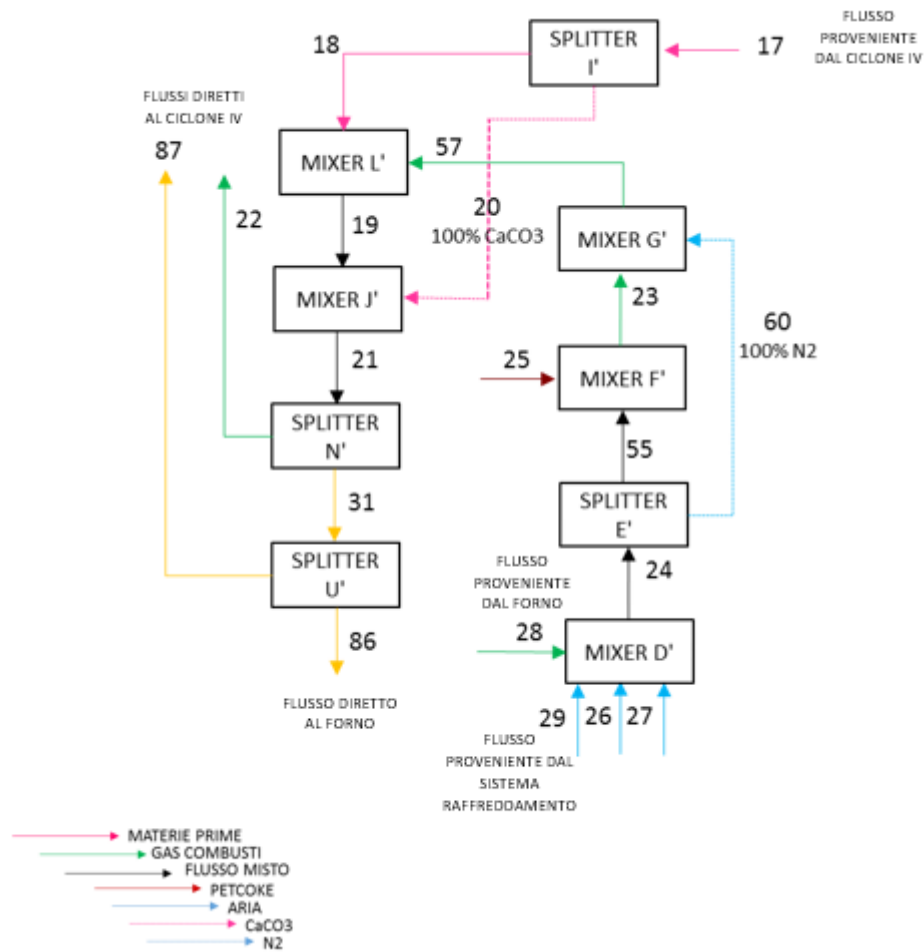 FLUSSO
PROVENIENTE
DAL CICLONE IV
17
SPLITTER
I'
18
FLUSSI DIRETTI
AL CICLONE IV
87
22
MIXER L'
57
19
20
100% CaCO3
MIXER G'
MIXER J'
23
60
100% N2
21
25
MIXER F'
SPLITTER
N'
55
31
SPLITTER
E'
SPLITTER
U'
24
FLUSSO
PROVENIENTE
DAL FORNO
28
86
MIXER D'
FLUSSO DIRETTO
AL FORNO
29
26
27
FLUSSO
PROVENIENTE DAL
SISTEMA
RAFFREDDAMENTO
MATERIE PRIME
GAS COMBUSTI
FLUSSO MISTO
PETCOKE
ARIA
CaCO3
N2